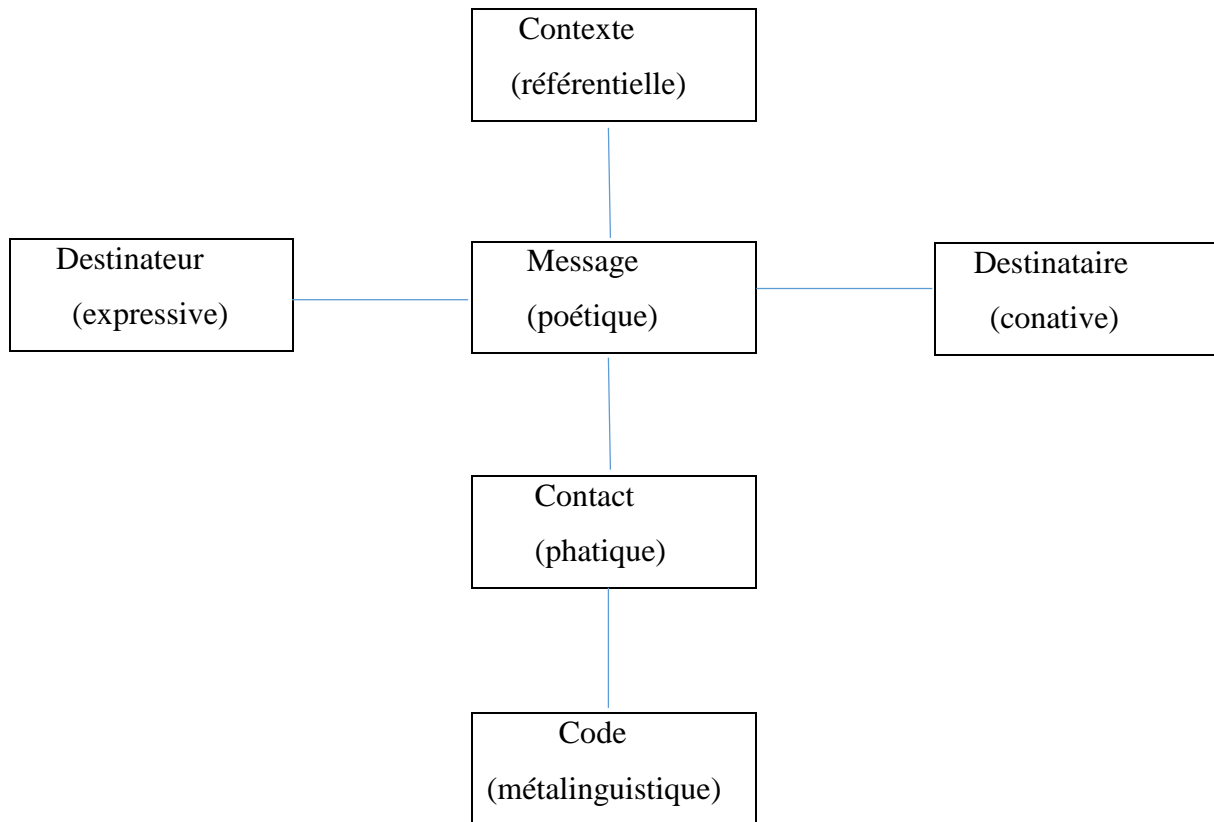 Contexte
(référentielle)
Destinateur
(expressive)
Message
(poétique)
Destinataire
(conative)
Contact
(phatique)
Code
(métalinguistique)